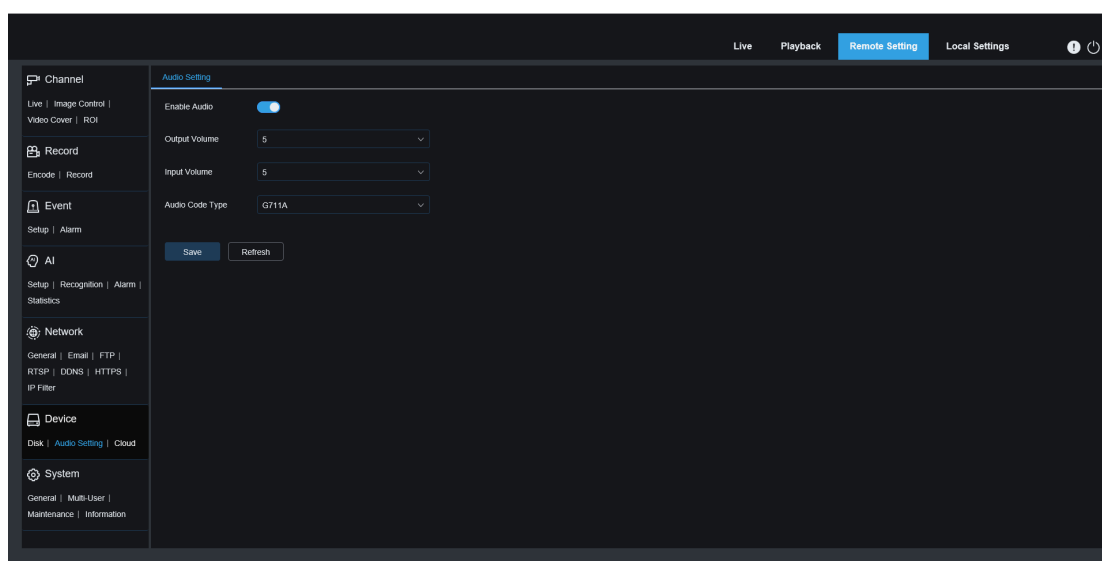 Live Playback Remote Setting Local Settings
Channel
Live | Image Control |
Video Cover | ROI
Record
Encode | Record
Event
Setup | Alarm
AI
Setup | Recognition | Alarm |
Statistics
Network
General | Email | FTP |
RTSP | DDNS | HTTPS |
IP Filter
Device
Disk | Audio Setting | Cloud
System
General | Multi-User |
Maintenance | Information
Audio Setting
Enable Audio
Output Volume 5
Input Volume 5
Audio Code Type G711A
Save Refresh